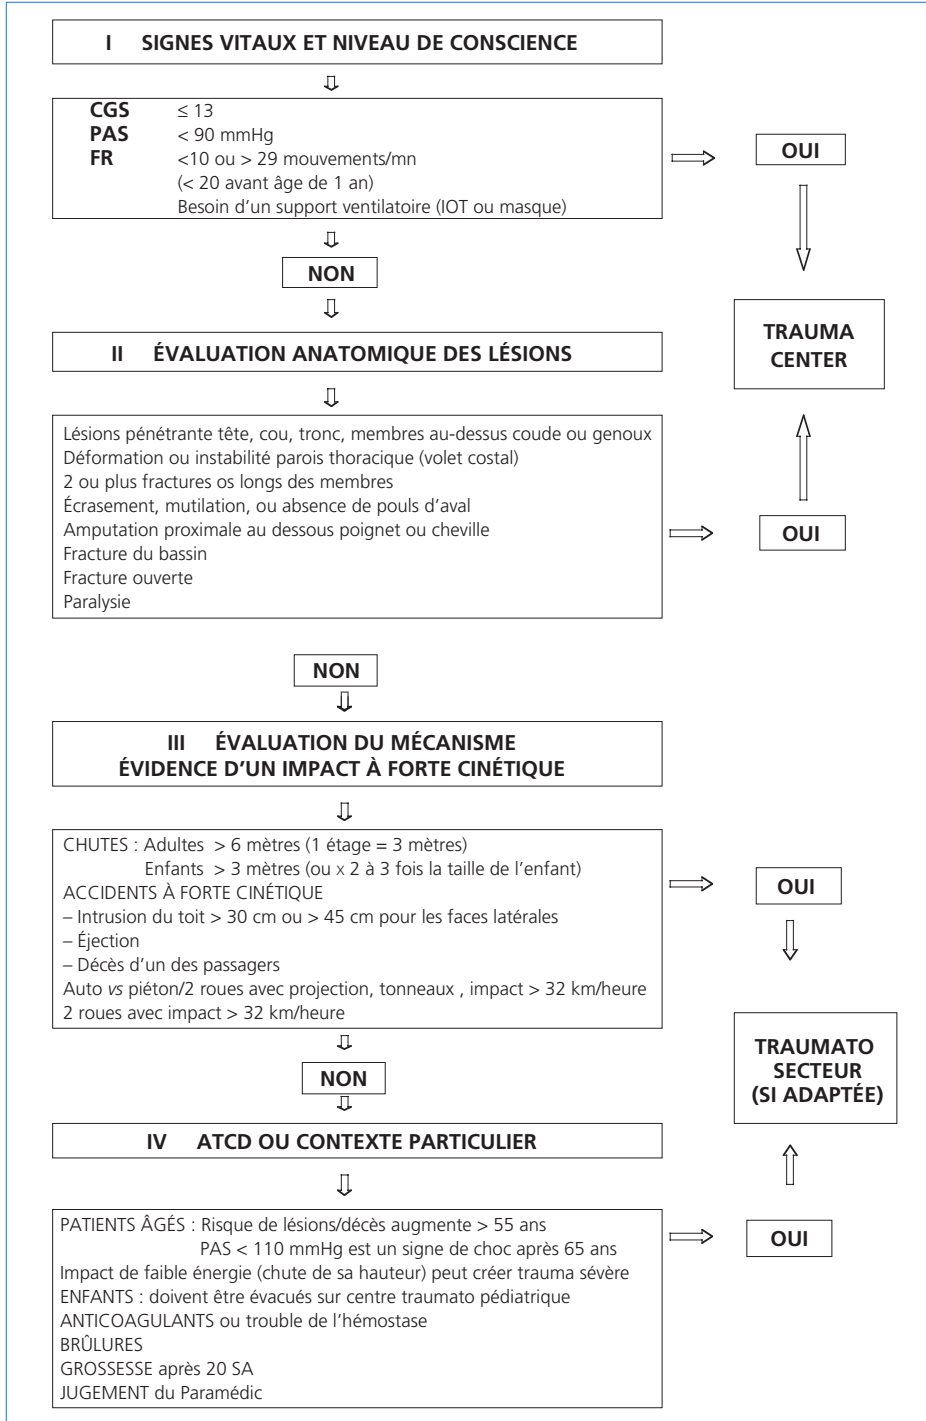 I SIGNES VITAUX ET NIVEAU DE CONSCIENCE
CGS ≤ 13
PAS < 90 mmHg
FR <10 ou > 29 mouvements/mn
(< 20 avant âge de 1 an)
Besoin d’un support ventilatoire (IOT ou masque)
OUI
NON
TRAUMA
CENTER
II ÉVALUATION ANATOMIQUE DES LÉSIONS
Lésions pénétrante tête, cou, tronc, membres au-dessus coude ou genoux
Déformation ou instabilité parois thoracique (volet costal)
2 ou plus fractures os longs des membres
Écrasement, mutilation, ou absence de pouls d’aval
Amputation proximale au dessous poignet ou cheville
Fracture du bassin
Fracture ouverte
Paralysie
OUI
NON
III ÉVALUATION DU MÉCANISME
ÉVIDENCE D’UN IMPACT À FORTE CINÉTIQUE
CHUTES : Adultes > 6 mètres (1 étage = 3 mètres)
Enfants > 3 mètres (ou x 2 à 3 fois la taille de l’enfant)
ACCIDENTS À FORTE CINÉTIQUE
– Intrusion du toit > 30 cm ou > 45 cm pour les faces latérales
– Éjection
– Décès d’un des passagers
Auto vs piéton/2 roues avec projection, tonneaux , impact > 32 km/heure
2 roues avec impact > 32 km/heure
OUI
NON
TRAUMATO
SECTEUR
(SI ADAPTÉE)
IV ATCD OU CONTEXTE PARTICULIER
PATIENTS ÂGÉS : Risque de lésions/décès augmente > 55 ans
PAS < 110 mmHg est un signe de choc après 65 ans
Impact de faible énergie (chute de sa hauteur) peut créer trauma sévère
ENFANTS : doivent être évacués sur centre traumato pédiatrique
ANTICOAGULANTS ou trouble de l’hémostase
BRÛLURES
GROSSESSE après 20 SA
JUGEMENT du Paramédic
OUI